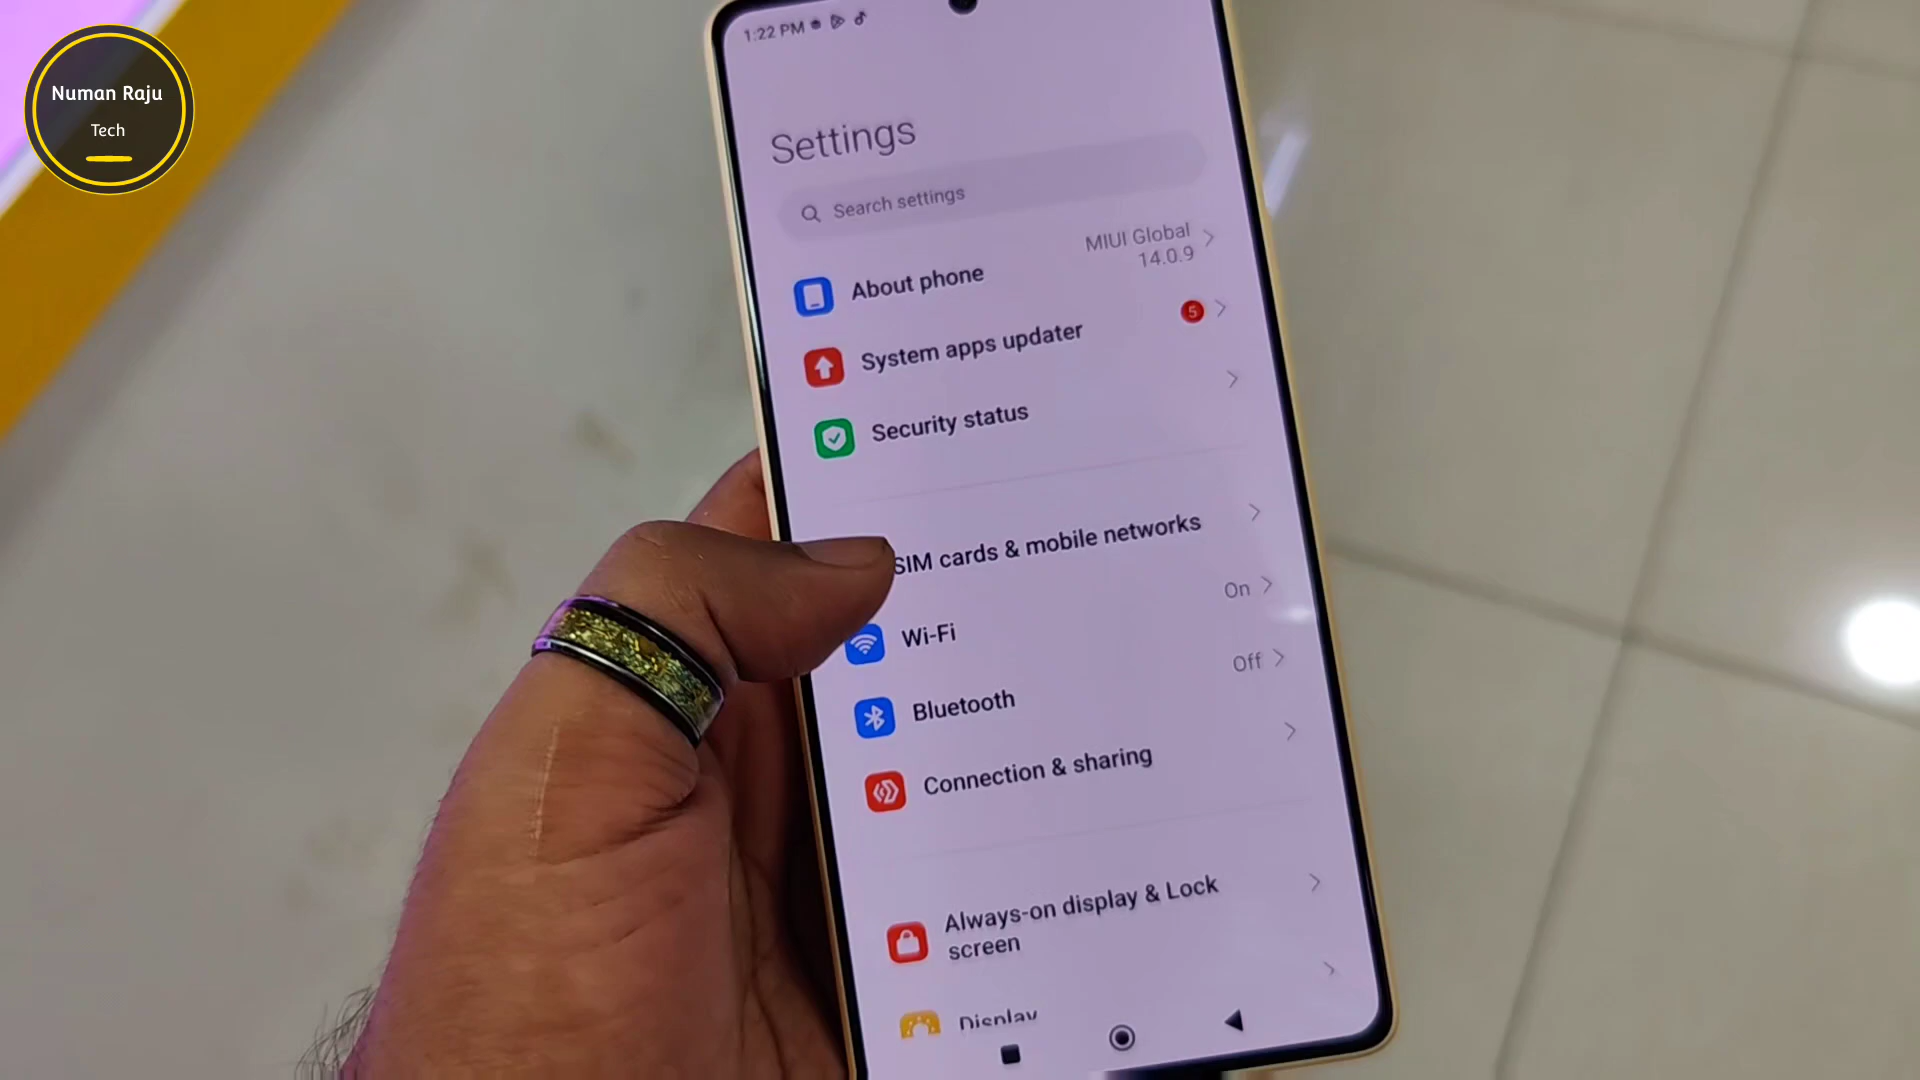 Numan Raju
Tech
1:22 PM
Settings
Search settings
About phone
MIUI Global
14.0.9
System apps updater
5
Security status
SIM cards & mobile networks
Wi-Fi
On
Bluetooth
Off
Connection & sharing
Always-on display & Lock
screen
Display